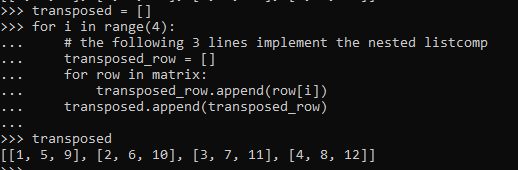 >>> transposed = []
>>> for i in range(4):
...     # the following 3 lines implement the nested listcomp
...     transposed_row = []
...     for row in matrix:
...         transposed_row.append(row[i])
...     transposed.append(transposed_row)
...
>>> transposed
[[1, 5, 9], [2, 6, 10], [3, 7, 11], [4, 8, 12]]
>>>